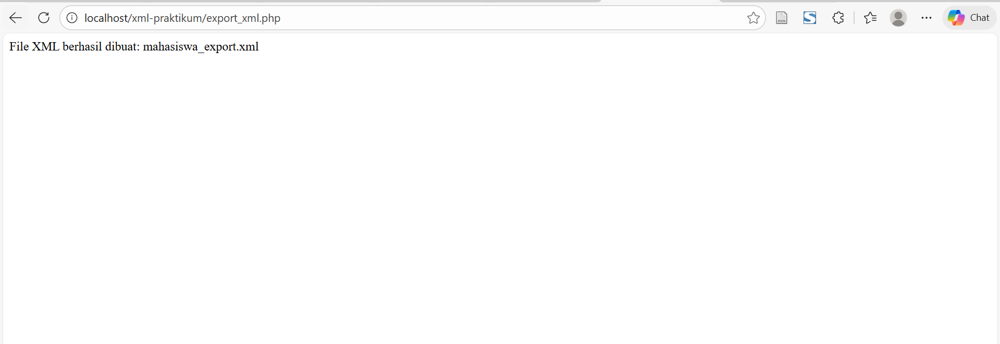 localhost/xml-praktikum/export_xml.php
Chat
File XML berhasil dibuat: mahasiswa_export.xml